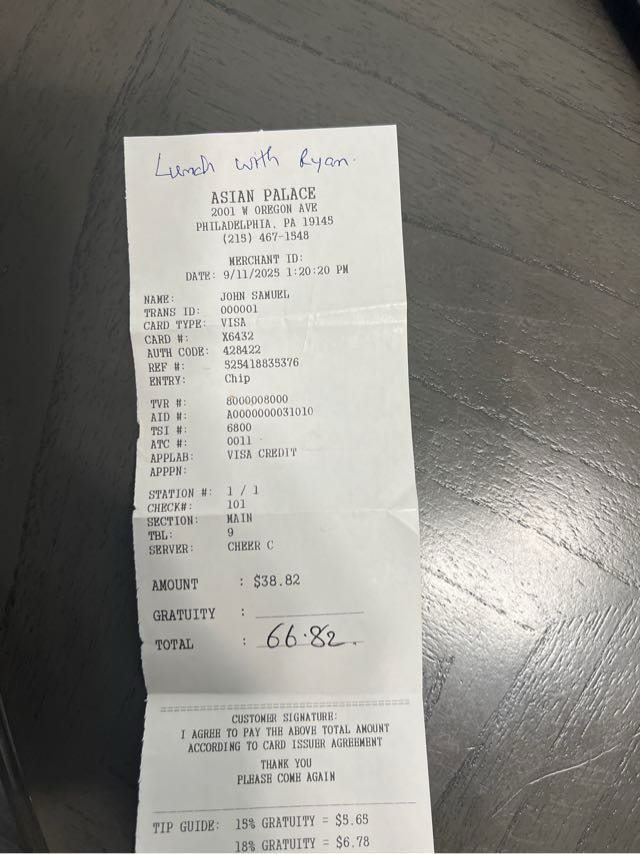 Lunch with Ryan.
ASIAN PALACE
2001 W OREGON AVE
PHILADELPHIA, PA 19145
(215) 467-1548
MERCHANT ID:
DATE: 9/11/2025 1:20:20 PM
NAME: JOHN SAMUEL
TRANS ID: 000001
CARD TYPE: VISA
CARD #: X6432
AUTH CODE: 428422
REF #: 525418835376
ENTRY: Chip
TVR #: 8000008000
AID #: A0000000031010
TSI #: 6800
ATC #: 0011
APPLAB: VISA CREDIT
APPPN:
STATION #: 1 / 1
CHECK#: 101
SECTION: MAIN
TBL: 9
SERVER: CHEER C
AMOUNT : $38.82
GRATUITY :
TOTAL : 66.82.
CUSTOMER SIGNATURE:
I AGREE TO PAY THE ABOVE TOTAL AMOUNT
ACCORDING TO CARD ISSUER AGREEMENT
THANK YOU
PLEASE COME AGAIN
TIP GUIDE: 15% GRATUITY = $5.65
18% GRATUITY = $6.78